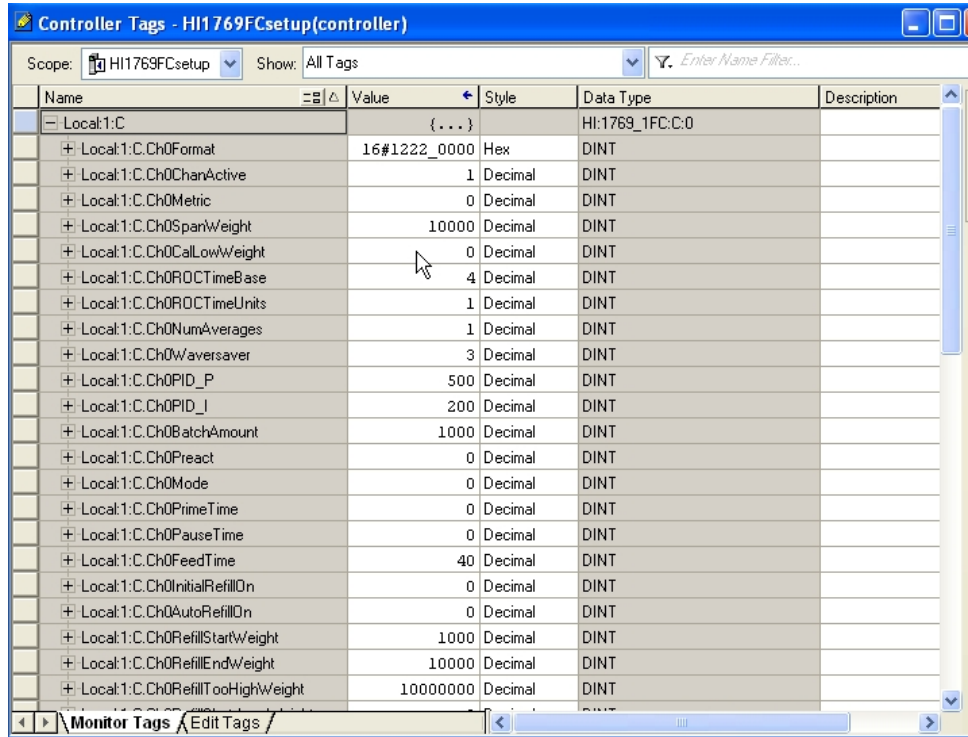 Controller Tags - HI1769FCsetup(controller)
Scope: HI1769FCsetup Show: All Tags Enter Name Filter...
Name Value Style Data Type Description
Local:1:C {...} HI:1769_1FC:C:0
Local:1:C.Ch0Format 16#1222_0000 Hex DINT
Local:1:C.Ch0ChanActive 1 Decimal DINT
Local:1:C.Ch0Metric 0 Decimal DINT
Local:1:C.Ch0SpanWeight 10000 Decimal DINT
Local:1:C.Ch0CalLowWeight 0 Decimal DINT
Local:1:C.Ch0ROCTimeBase 4 Decimal DINT
Local:1:C.Ch0ROCTimeUnits 1 Decimal DINT
Local:1:C.Ch0NumAverages 1 Decimal DINT
Local:1:C.Ch0Waversaver 3 Decimal DINT
Local:1:C.Ch0PID_P 500 Decimal DINT
Local:1:C.Ch0PID_I 200 Decimal DINT
Local:1:C.Ch0BatchAmount 1000 Decimal DINT
Local:1:C.Ch0Preact 0 Decimal DINT
Local:1:C.Ch0Mode 0 Decimal DINT
Local:1:C.Ch0PrimeTime 0 Decimal DINT
Local:1:C.Ch0PauseTime 0 Decimal DINT
Local:1:C.Ch0FeedTime 40 Decimal DINT
Local:1:C.Ch0InitialRefillOn 0 Decimal DINT
Local:1:C.Ch0AutoRefillOn 0 Decimal DINT
Local:1:C.Ch0RefillStartWeight 1000 Decimal DINT
Local:1:C.Ch0RefillEndWeight 10000 Decimal DINT
Local:1:C.Ch0RefillTooHighWeight 10000000 Decimal DINT
Monitor Tags Edit Tags